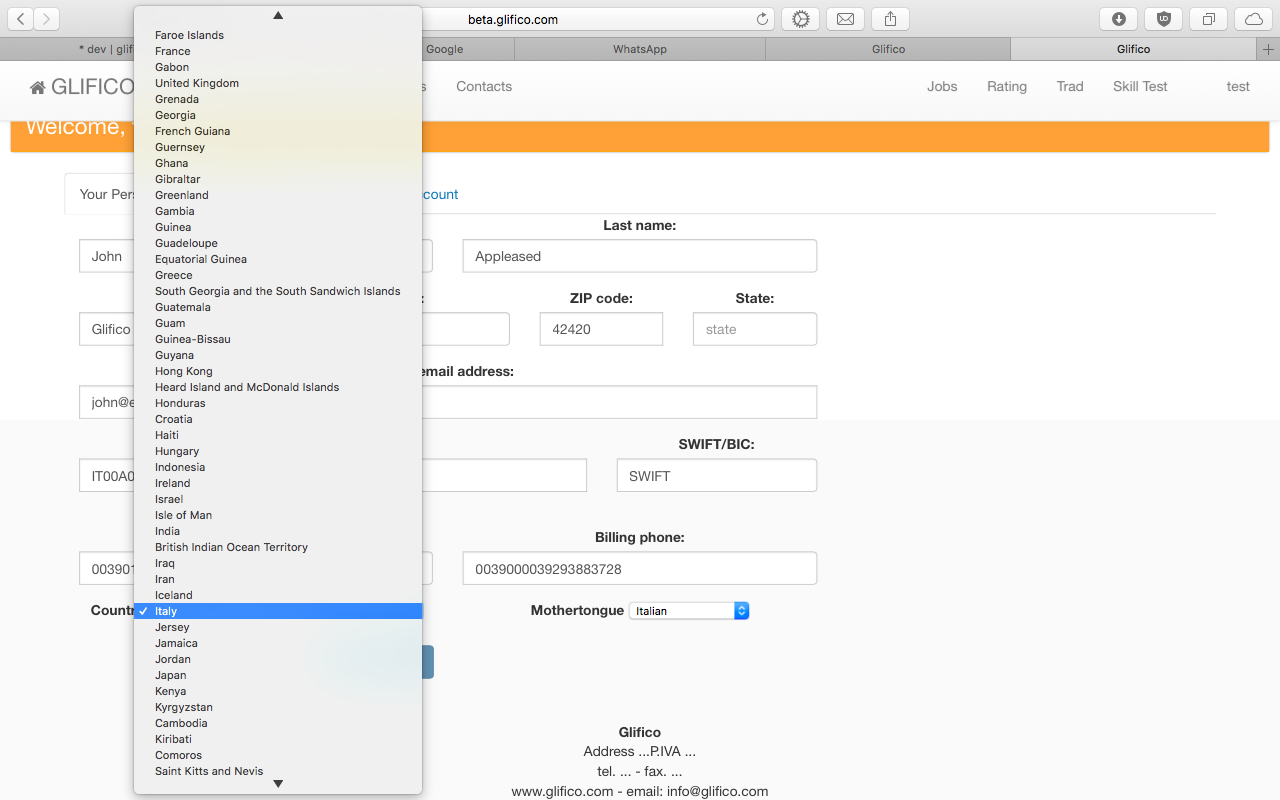 beta.glifico.com
* dev | glif
Google
WhatsApp
Glifico
Glifico
GLIFICO
s
Contacts
Jobs
Rating
Trad
Skill Test
test
Welcome,
Your Pers
count
Last name:
John
Appleased
:
ZIP code:
State:
Glifico
42420
state
email address:
john@e
SWIFT/BIC:
IT00A0
SWIFT
Billing phone:
00390
0039000039293883728
Countr
Mothertongue
Italian
Faroe Islands
France
Gabon
United Kingdom
Grenada
Georgia
French Guiana
Guernsey
Ghana
Gibraltar
Greenland
Gambia
Guinea
Guadeloupe
Equatorial Guinea
Greece
South Georgia and the South Sandwich Islands
Guatemala
Guam
Guinea-Bissau
Guyana
Hong Kong
Heard Island and McDonald Islands
Honduras
Croatia
Haiti
Hungary
Indonesia
Ireland
Israel
Isle of Man
India
British Indian Ocean Territory
Iraq
Iran
Iceland
✓ Italy
Jersey
Jamaica
Jordan
Japan
Kenya
Kyrgyzstan
Cambodia
Kiribati
Comoros
Saint Kitts and Nevis
Glifico
Address ...P.IVA ...
tel. ... - fax. ...
www.glifico.com - email: info@glifico.com